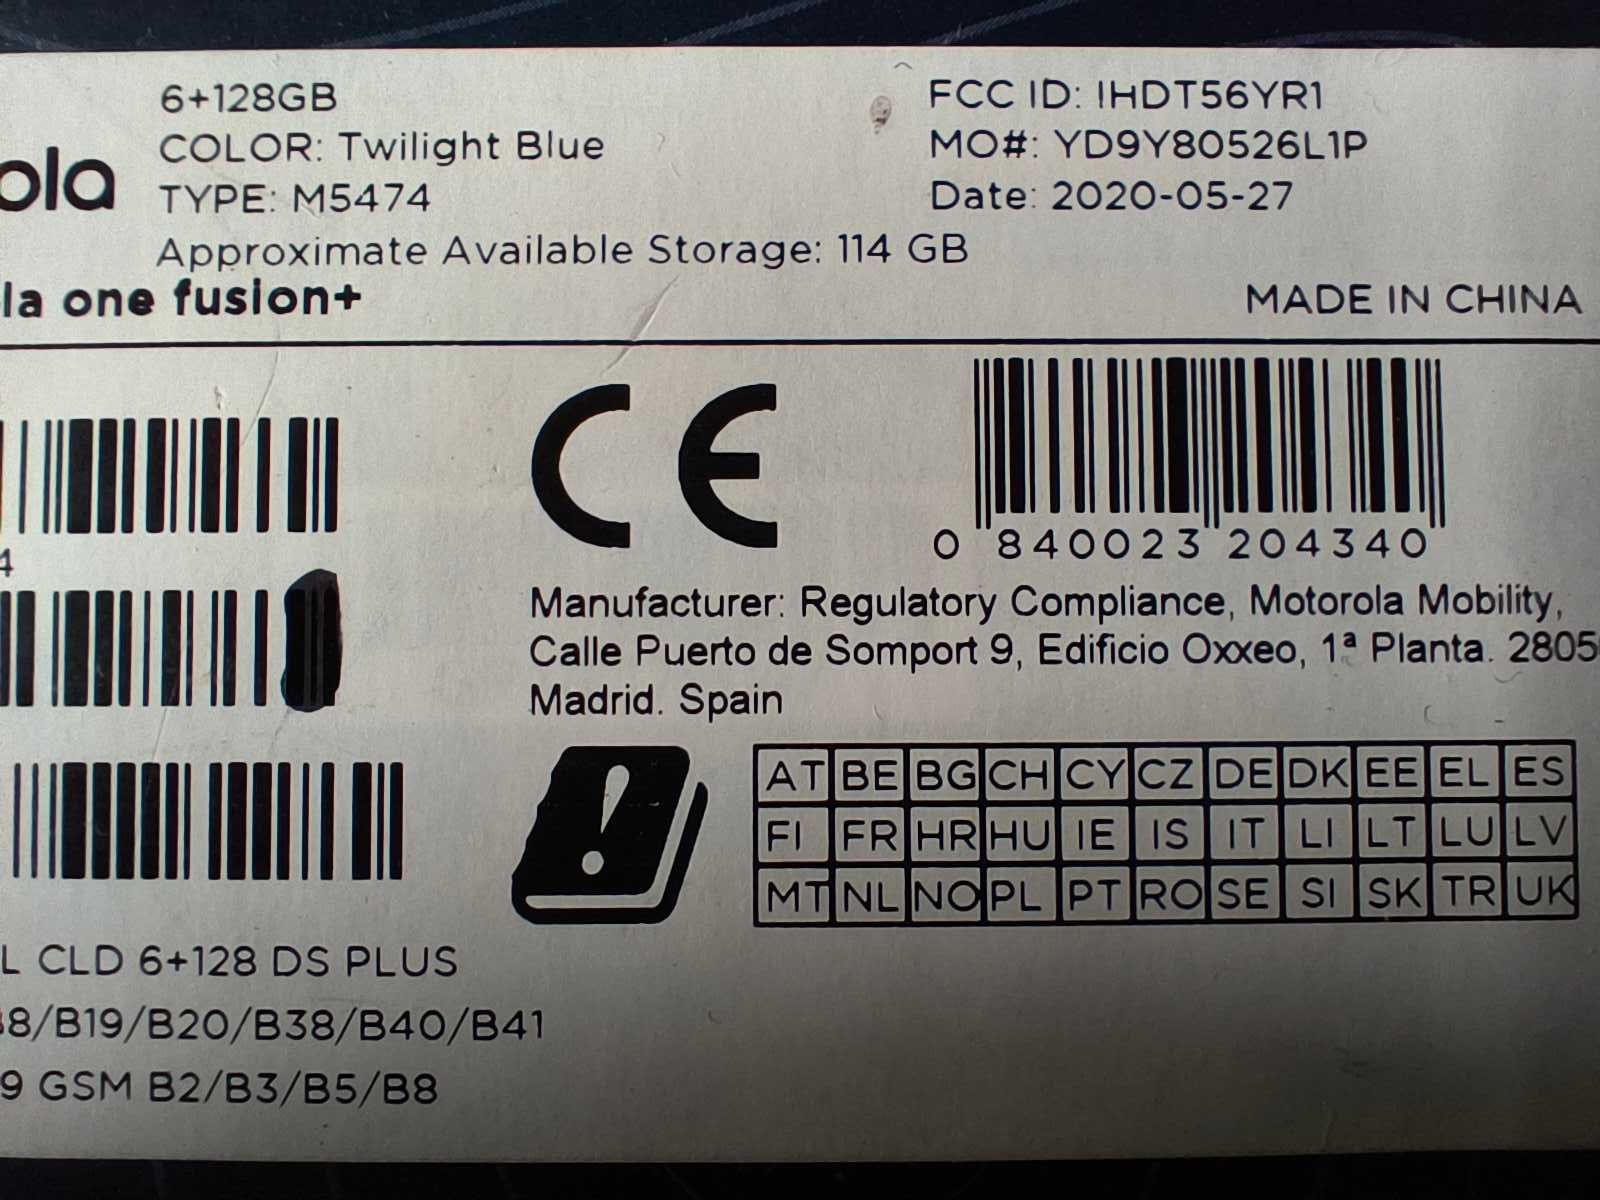 6+128GB
COLOR: Twilight Blue
TYPE: M5474
Approximate Available Storage: 114 GB
ola
la one fusion+
FCC ID: IHDT56YR1
MO#: YD9Y80526L1P
Date: 2020-05-27
MADE IN CHINA
4
CE
0 840023 204340
Manufacturer: Regulatory Compliance, Motorola Mobility,
Calle Puerto de Somport 9, Edificio Oxxeo, 1ª Planta. 2805
Madrid. Spain
AT BE BG CH CY CZ DE DK EE EL ES
FI FR HR HU IE IS IT LI LT LU LV
MT NL NO PL PT RO SE SI SK TR UK
L CLD 6+128 DS PLUS
8/B19/B20/B38/B40/B41
9 GSM B2/B3/B5/B8